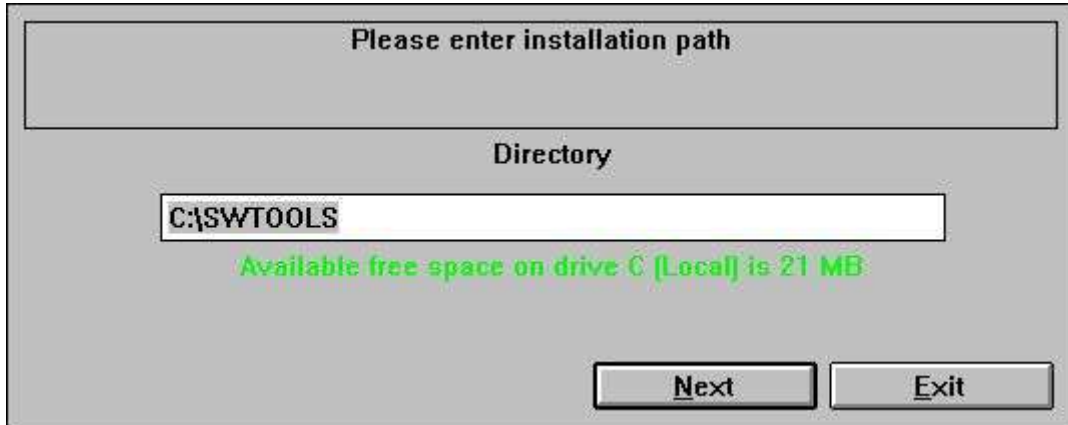 Please enter installation path
Directory
C:\SWTOOLS
Available free space on drive C (Local) is 21 MB
Next
Exit